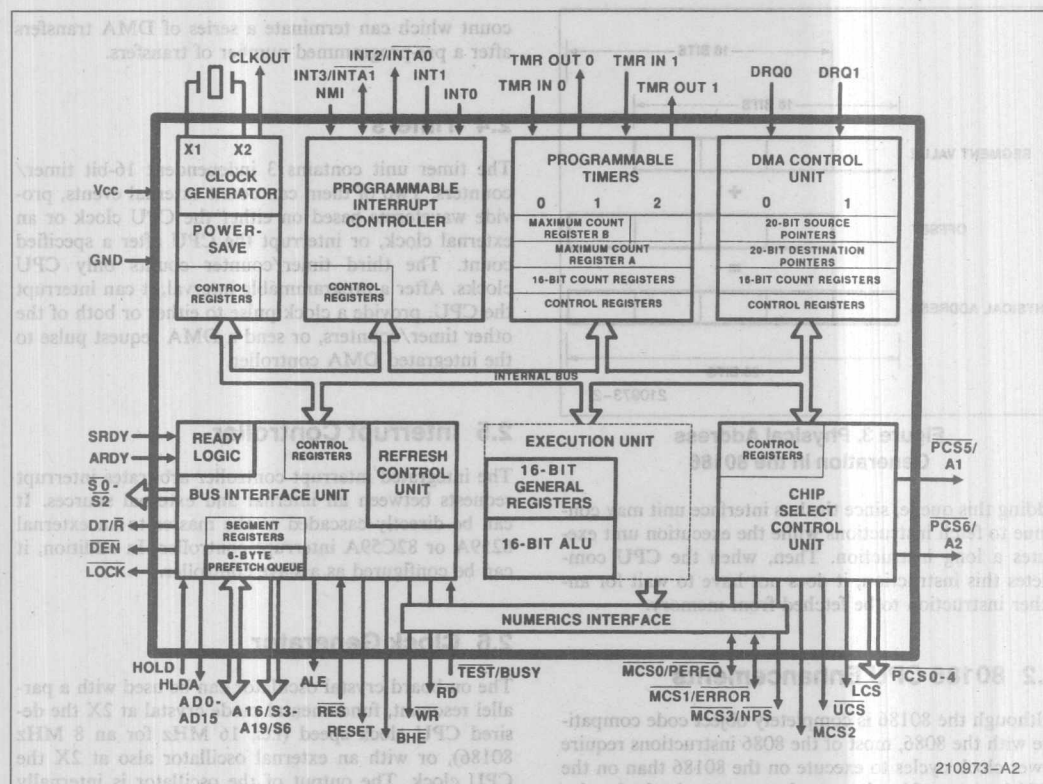 CLKOUT
INT2/INTA0
INT3/INTA1
INT1
NMI
INT0
TMR OUT 0
TMR IN 1
TMR IN 0
TMR OUT 1
DRQ0
DRQ1
X1
X2
CLOCK
GENERATOR
POWER-
SAVE
CONTROL
REGISTERS
Vcc
GND
PROGRAMMABLE
INTERRUPT
CONTROLLER
CONTROL
REGISTERS
PROGRAMMABLE
TIMERS
0 1 2
MAXIMUM COUNT
REGISTER B
MAXIMUM COUNT
REGISTER A
16-BIT COUNT REGISTERS
CONTROL REGISTERS
DMA CONTROL
UNIT
0 1
20-BIT SOURCE
POINTERS
20-BIT DESTINATION
POINTERS
16-BIT COUNT REGISTERS
CONTROL REGISTERS
INTERNAL BUS
SRDY
ARDY
S0-
S2
DT/R
DEN
LOCK
READY
LOGIC
CONTROL
REGISTERS
REFRESH
CONTROL
UNIT
BUS INTERFACE UNIT
SEGMENT
REGISTERS
6-BYTE
PREFETCH QUEUE
EXECUTION UNIT
16-BIT
GENERAL
REGISTERS
16-BIT ALU
CONTROL
REGISTERS
CHIP
SELECT
CONTROL
UNIT
PCS5/
A1
PCS6/
A2
NUMERICS INTERFACE
HOLD
HLDA
AD0-
AD15
A16/S3-
A19/S6
ALE
RES
RESET
BHE
WR
RD
TEST/BUSY
MCS0/PEREQ
MCS1/ERROR
MCS3/NPS
MCS2
UCS
LCS
PCS0-4
210973-A2